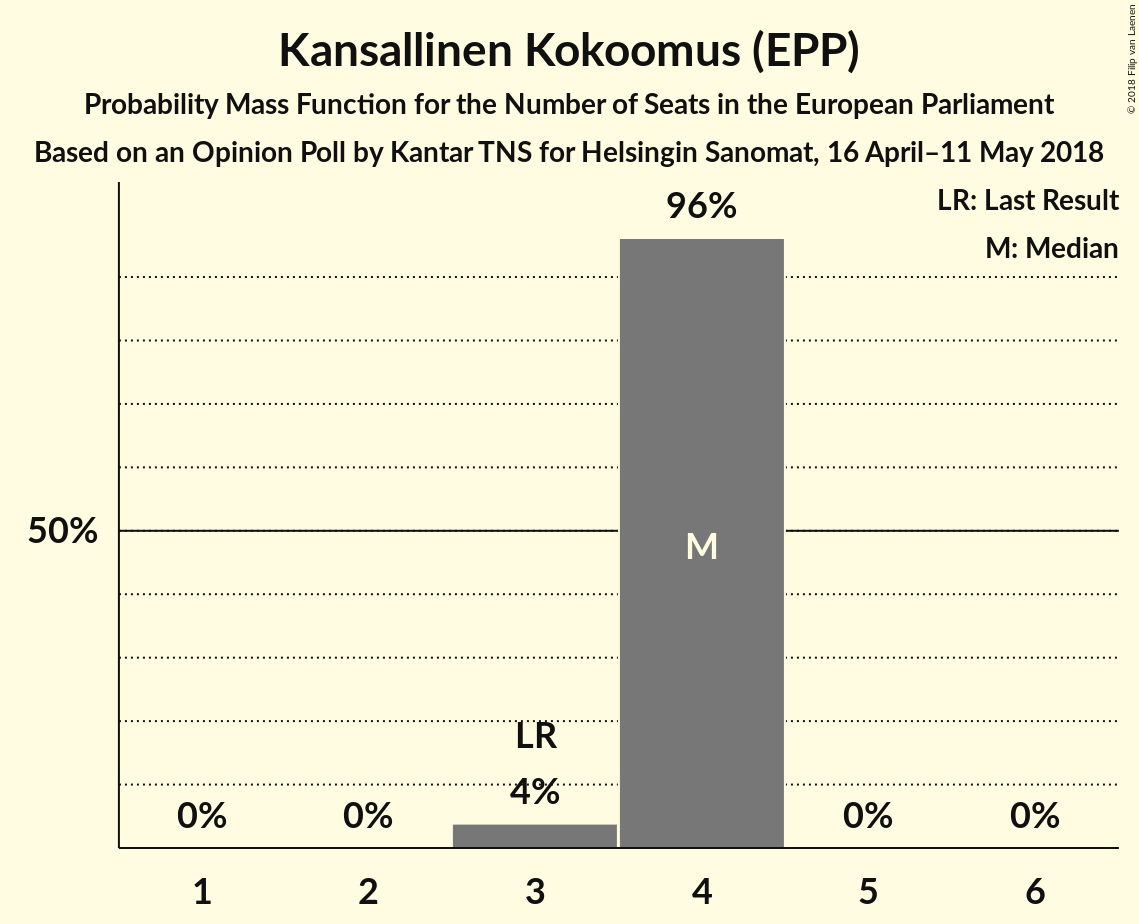 Kansallinen Kokoomus (EPP)
Probability Mass Function for the Number of Seats in the European Parliament
Based on an Opinion Poll by Kantar TNS for Helsingin Sanomat, 16 April–11 May 2018
© 2018 Filip van Laenen
LR: Last Result
M: Median
96%
50%
M
LR
4%
0% 0% 0% 0%
1 2 3 4 5 6